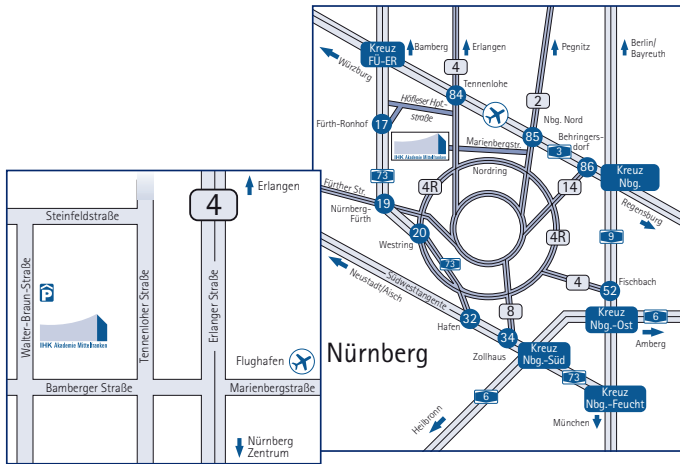 Kreuz
FÜ-ER
Bamberg
Erlangen
Pegnitz
Berlin/
Bayreuth
Würzburg
4
Tennenlohe
84
Höfleser Hpt.-
straße
2
Nbg. Nord
Fürth-Ronhof
17
85
Behringers-
dorf
Marienbergstr.
3
86
IHK Akademie Mittelfranken
Kreuz
Nbg.
73
4R
Nordring
14
Fürther Str.
Regensburg
19
Nürnberg-
Fürth
20
4R
9
Westring
73
Neustadt/Aisch
Südwesttangente
4
52
Fischbach
32
8
Kreuz
Nbg.-Ost
6
Hafen
34
Amberg
Zollhaus
Kreuz
Nbg.-Süd
73
Kreuz
Nbg.-Feucht
6
Heilbronn
München
Nürnberg
Erlangen
4
Steinfeldstraße
Walter-Braun-Straße
P
Tennenloher Straße
Erlanger Straße
IHK Akademie Mittelfranken
Flughafen
Bamberger Straße
Marienbergstraße
Nürnberg
Zentrum